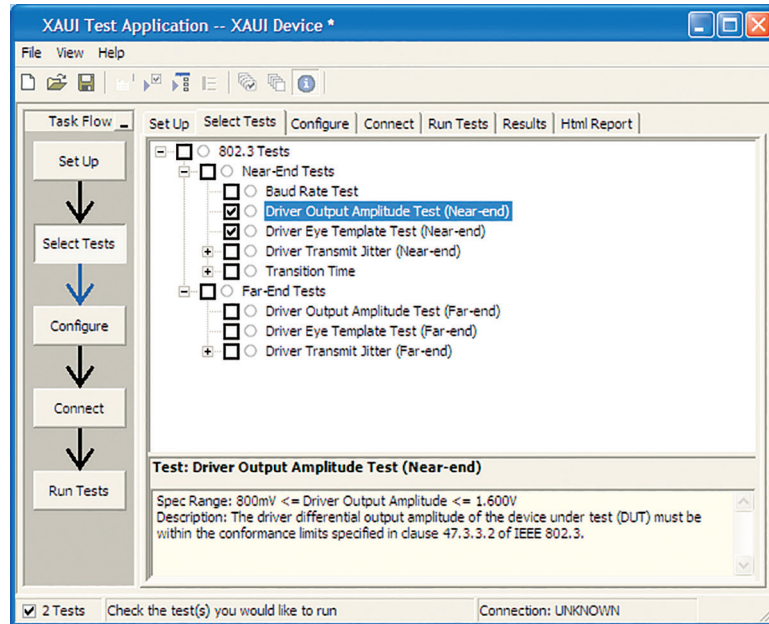 XAUI Test Application -- XAUI Device *
File View Help
Task Flow
Set Up
Select Tests
Configure
Connect
Run Tests
Set Up Select Tests Configure Connect Run Tests Results Html Report
802.3 Tests
Near-End Tests
Baud Rate Test
Driver Output Amplitude Test (Near-end)
Driver Eye Template Test (Near-end)
Driver Transmit Jitter (Near-end)
Transition Time
Far-End Tests
Driver Output Amplitude Test (Far-end)
Driver Eye Template Test (Far-end)
Driver Transmit Jitter (Far-end)
Test: Driver Output Amplitude Test (Near-end)
Spec Range: 800mV <= Driver Output Amplitude <= 1.600V
Description: The driver differential output amplitude of the device under test (DUT) must be
within the conformance limits specified in clause 47.3.3.2 of IEEE 802.3.
2 Tests Check the test(s) you would like to run Connection: UNKNOWN